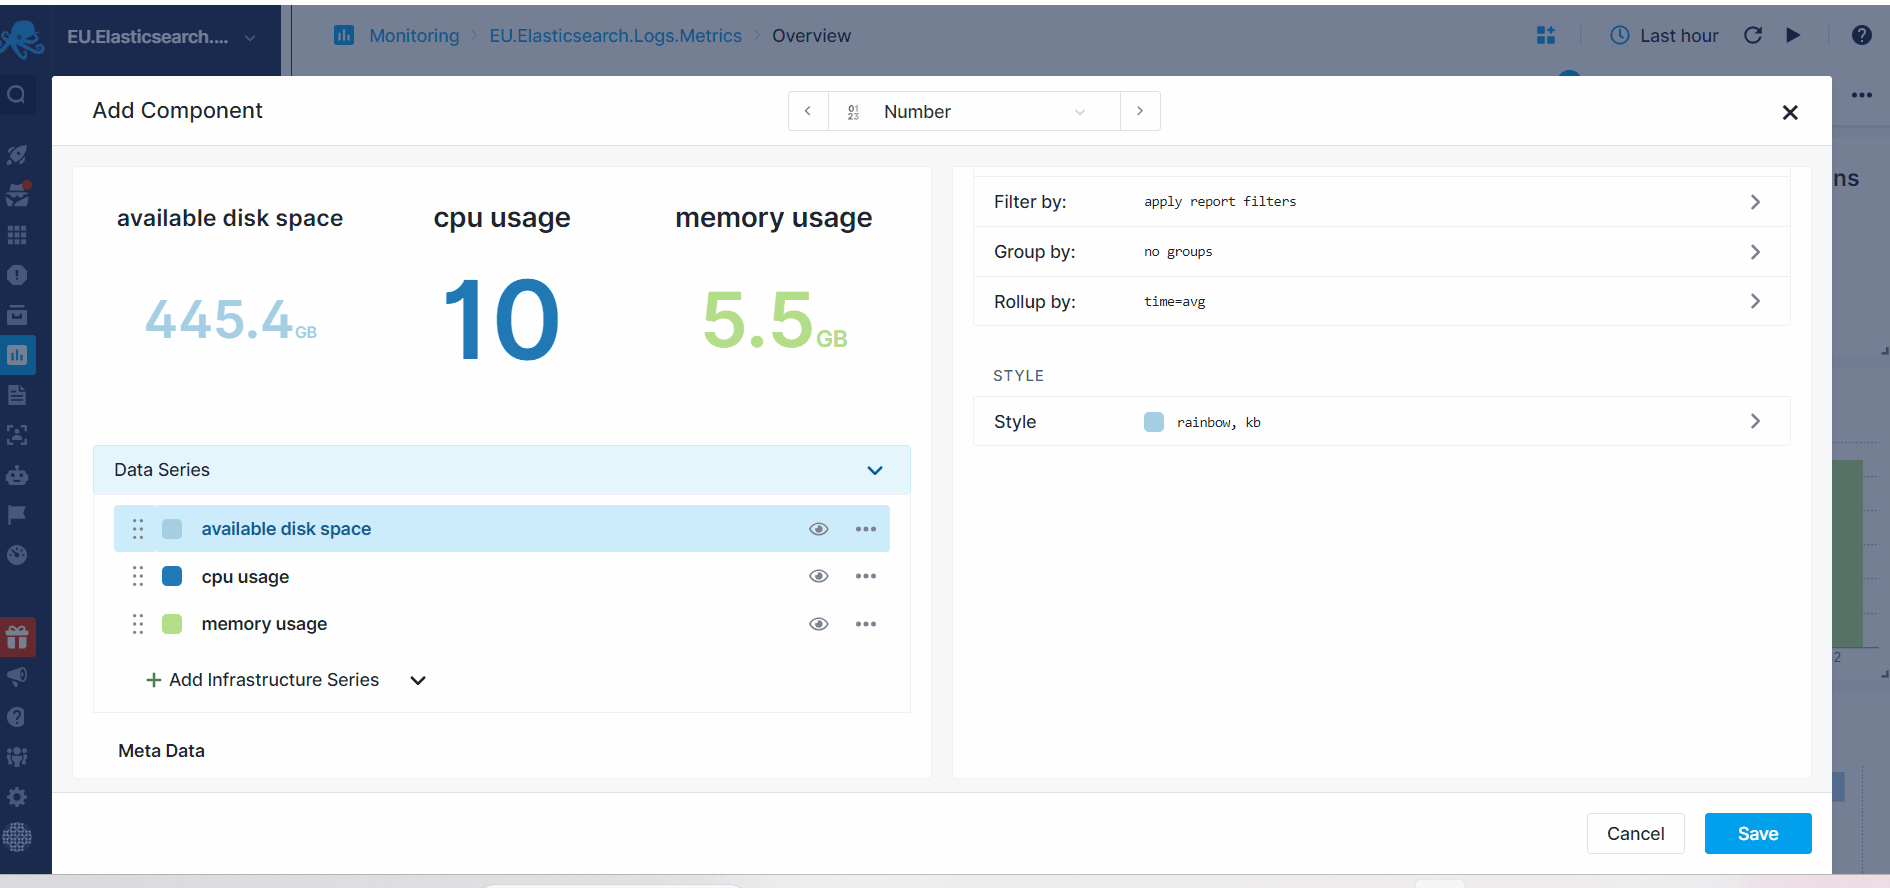 EU.Elasticsearch....
Monitoring
EU.Elasticsearch.Logs.Metrics
Overview
Last hour
Add Component
01
23
Number
ns
available disk space
cpu usage
memory usage
445.4GB
10
5.5GB
Filter by:
apply report filters
Group by:
no groups
Rollup by:
time=avg
STYLE
Style
rainbow, kb
Data Series
available disk space
cpu usage
memory usage
+ Add Infrastructure Series
2
Meta Data
Cancel
Save